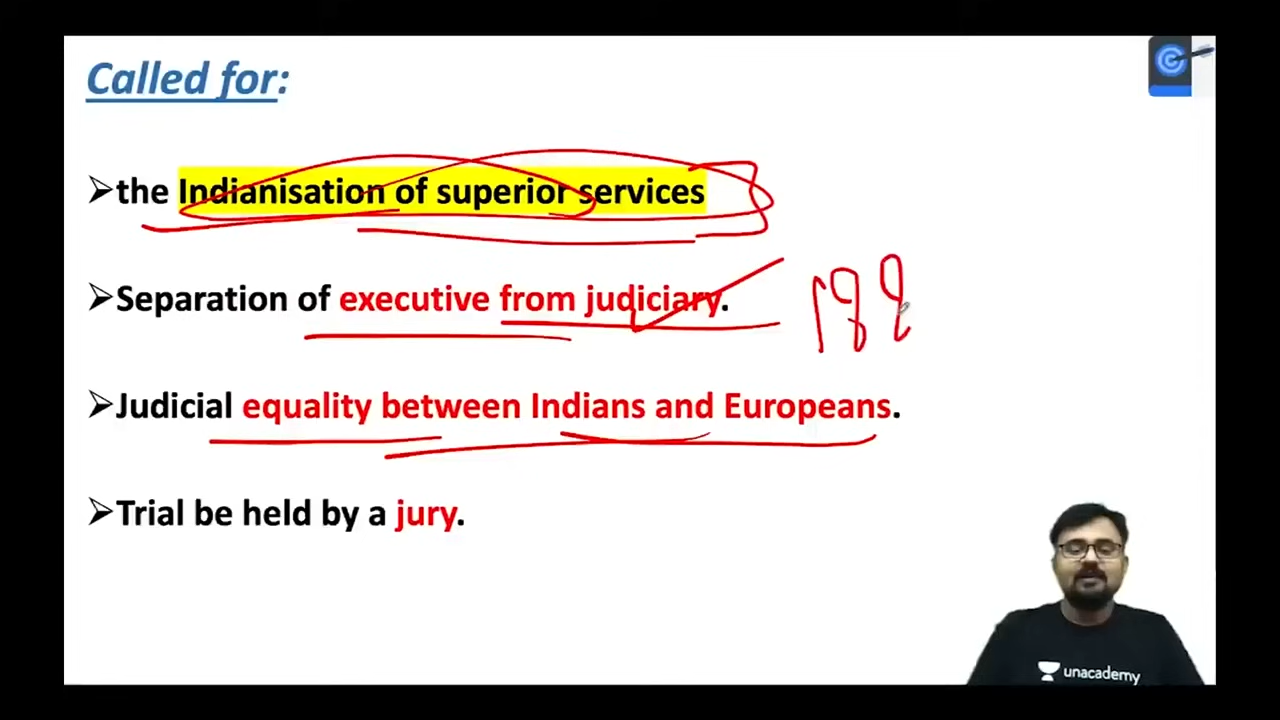 Called for:
➢the Indianisation of superior services
➢Separation of executive from judiciary.
➢Judicial equality between Indians and Europeans.
➢Trial be held by a jury.
unacademy